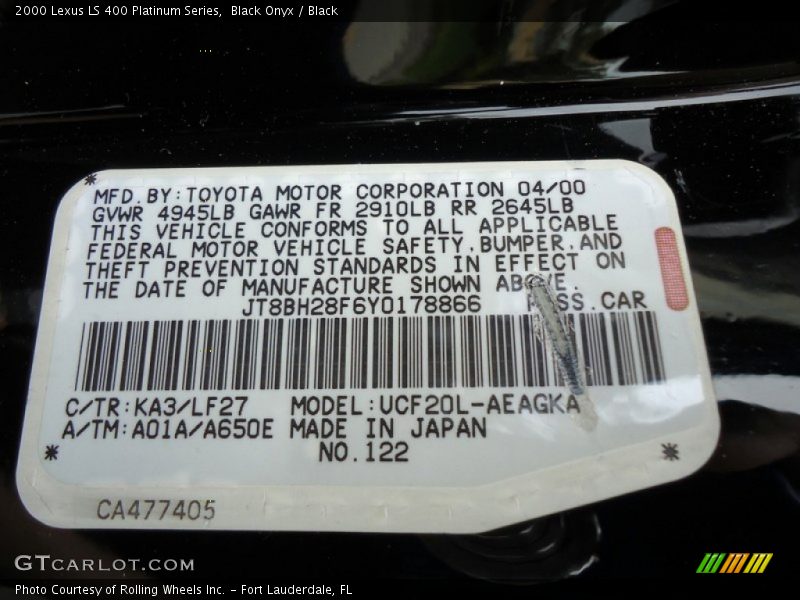 2000 Lexus LS 400 Platinum Series,  Black Onyx / Black
MFD.BY:TOYOTA MOTOR CORPORATION 04/00
GVWR 4945LB GAWR FR 2910LB RR 2645LB
THIS VEHICLE CONFORMS TO ALL APPLICABLE
FEDERAL MOTOR VEHICLE SAFETY,BUMPER,AND
THEFT PREVENTION STANDARDS IN EFFECT ON
THE DATE OF MANUFACTURE SHOWN ABOVE.
JT8BH28F6Y0178866 PASS.CAR
C/TR:KA3/LF27 MODEL:UCF20L-AEAGKA
A/TM:A01A/A650E MADE IN JAPAN
NO.122
CA477405
GTCARLOT.COM
Photo Courtesy of Rolling Wheels Inc. - Fort Lauderdale, FL